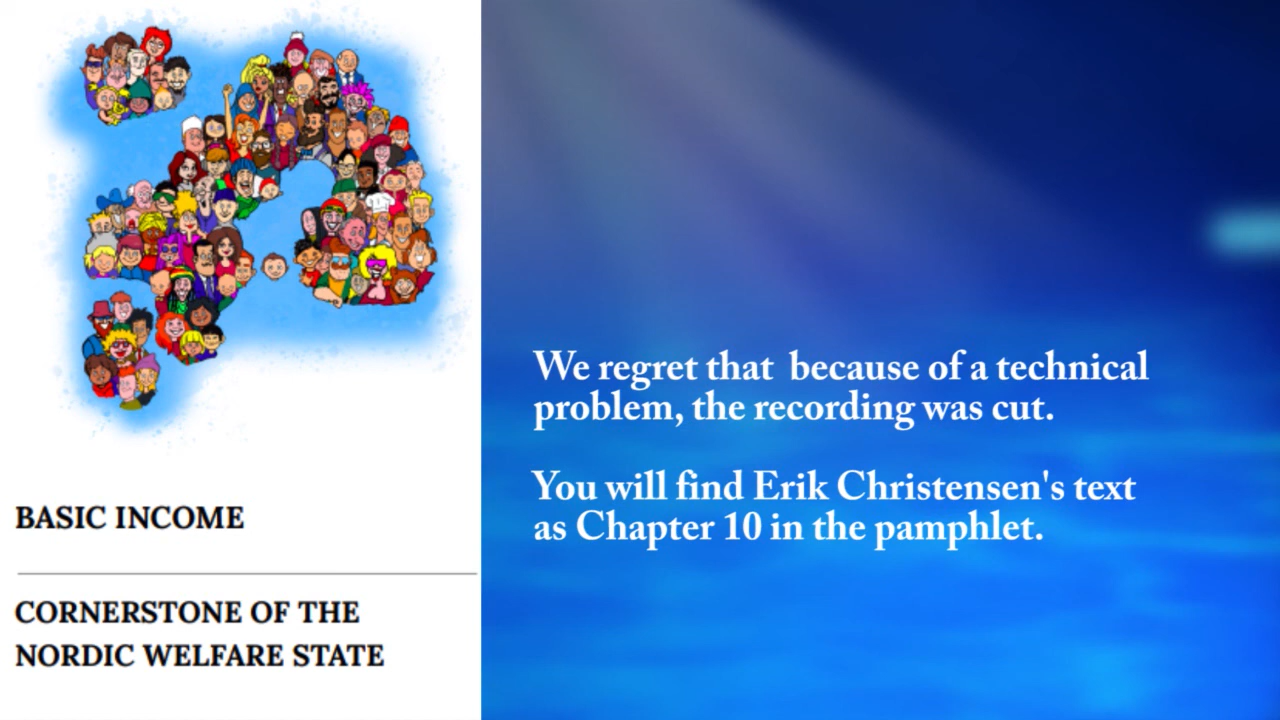 BASIC INCOME
CORNERSTONE OF THE
NORDIC WELFARE STATE
We regret that  because of a technical
problem, the recording was cut.
You will find Erik Christensen's text
as Chapter 10 in the pamphlet.